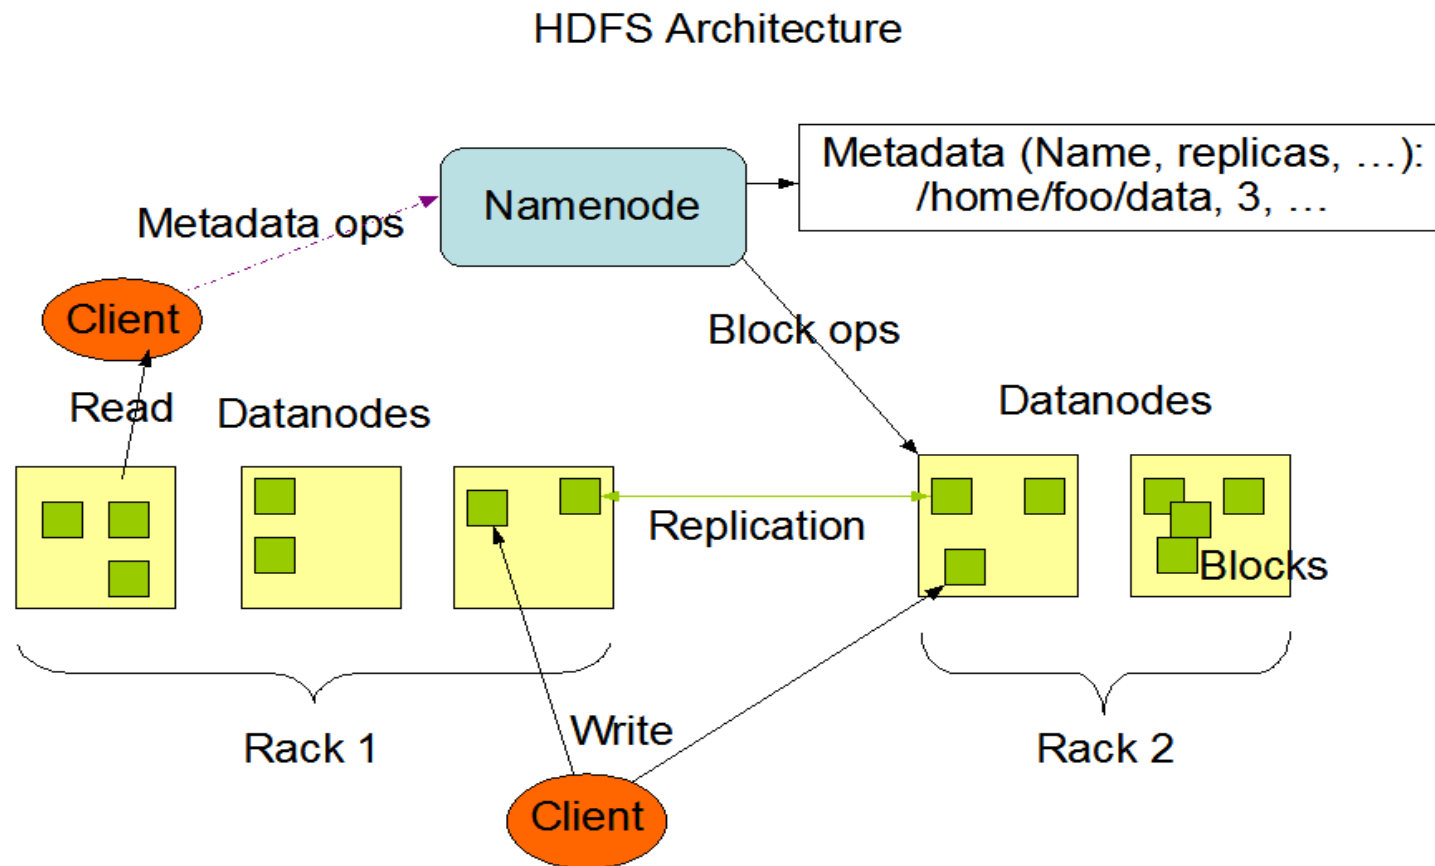 HDFS Architecture
Metadata (Name, replicas, …):
/home/foo/data, 3, …
Namenode
Metadata ops
Client
Block ops
Read
Datanodes
Datanodes
Replication
Blocks
Rack 1
Write
Rack 2
Client